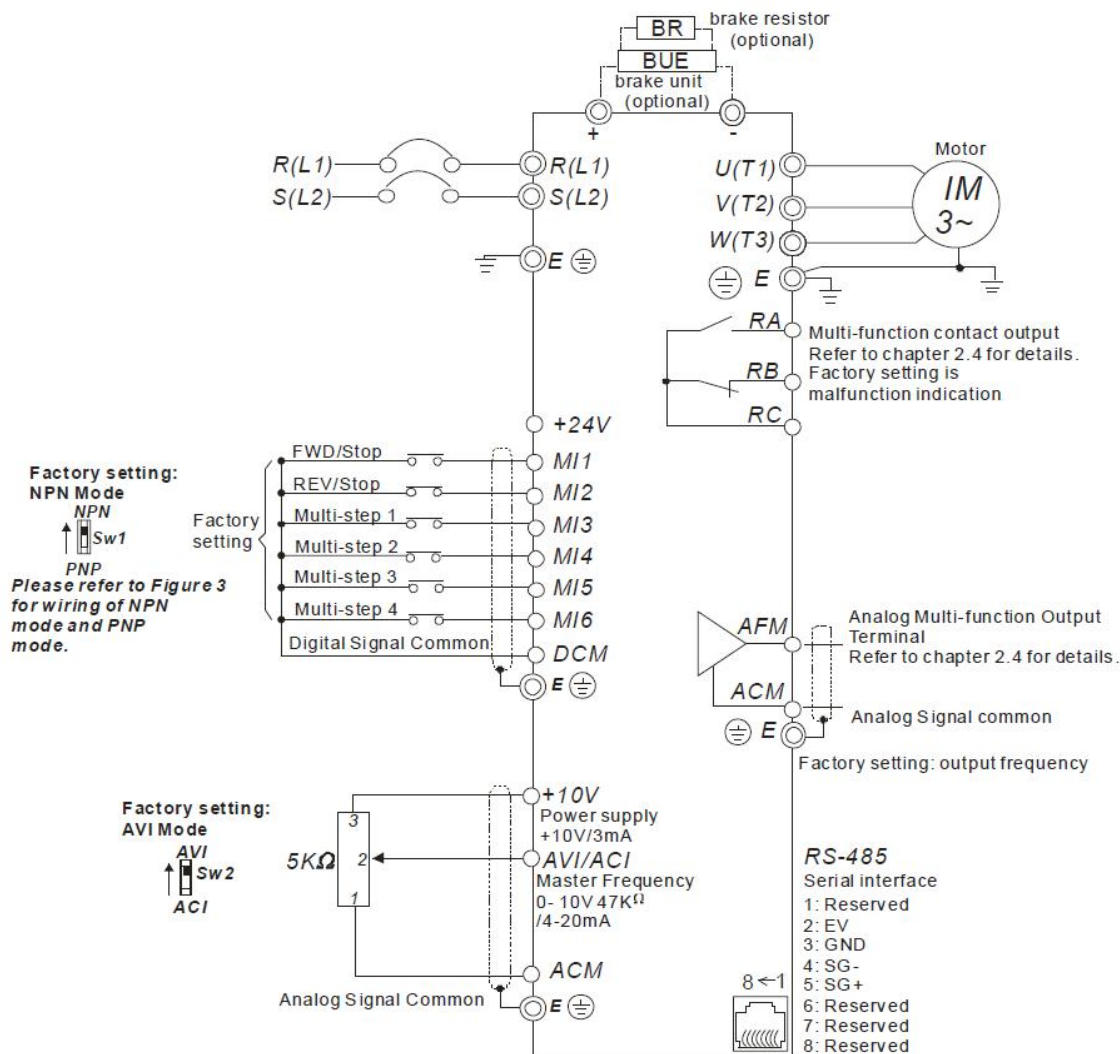 BR
brake resistor
(optional)
BUE
brake unit
(optional)
+
-
R(L1)
S(L2)
R(L1)
S(L2)
E
U(T1)
V(T2)
W(T3)
E
Motor
IM
3~
RA
RB
RC
Multi-function contact output
Refer to chapter 2.4 for details.
Factory setting is
malfunction indication
+24V
Factory setting:
NPN Mode
NPN
Sw1
PNP
Please refer to Figure 3
for wiring of NPN
mode and PNP
mode.
Factory
setting
FWD/Stop
REV/Stop
Multi-step 1
Multi-step 2
Multi-step 3
Multi-step 4
Digital Signal Common
MI1
MI2
MI3
MI4
MI5
MI6
DCM
E
AFM
ACM
E
Analog Multi-function Output
Terminal
Refer to chapter 2.4 for details.
Analog Signal common
Factory setting: output frequency
Factory setting:
AVI Mode
AVI
Sw2
ACI
5KΩ
3
2
1
+10V
Power supply
+10V/3mA
AVI/ACI
Master Frequency
0- 10V 47KΩ
/4-20mA
ACM
Analog Signal Common
E
RS-485
Serial interface
1: Reserved
2: EV
3: GND
4: SG-
5: SG+
6: Reserved
7: Reserved
8: Reserved
8←1